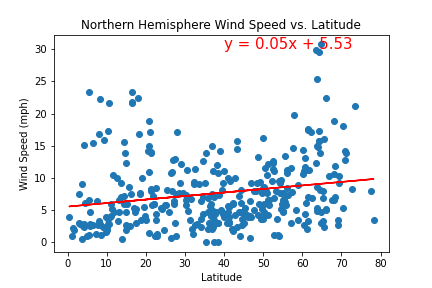 Northern Hemisphere Wind Speed vs. Latitude
y = 0.05x + 5.53
30
25
20
15
10
5
0
Wind Speed (mph)
0 10 20 30 40 50 60 70 80
Latitude